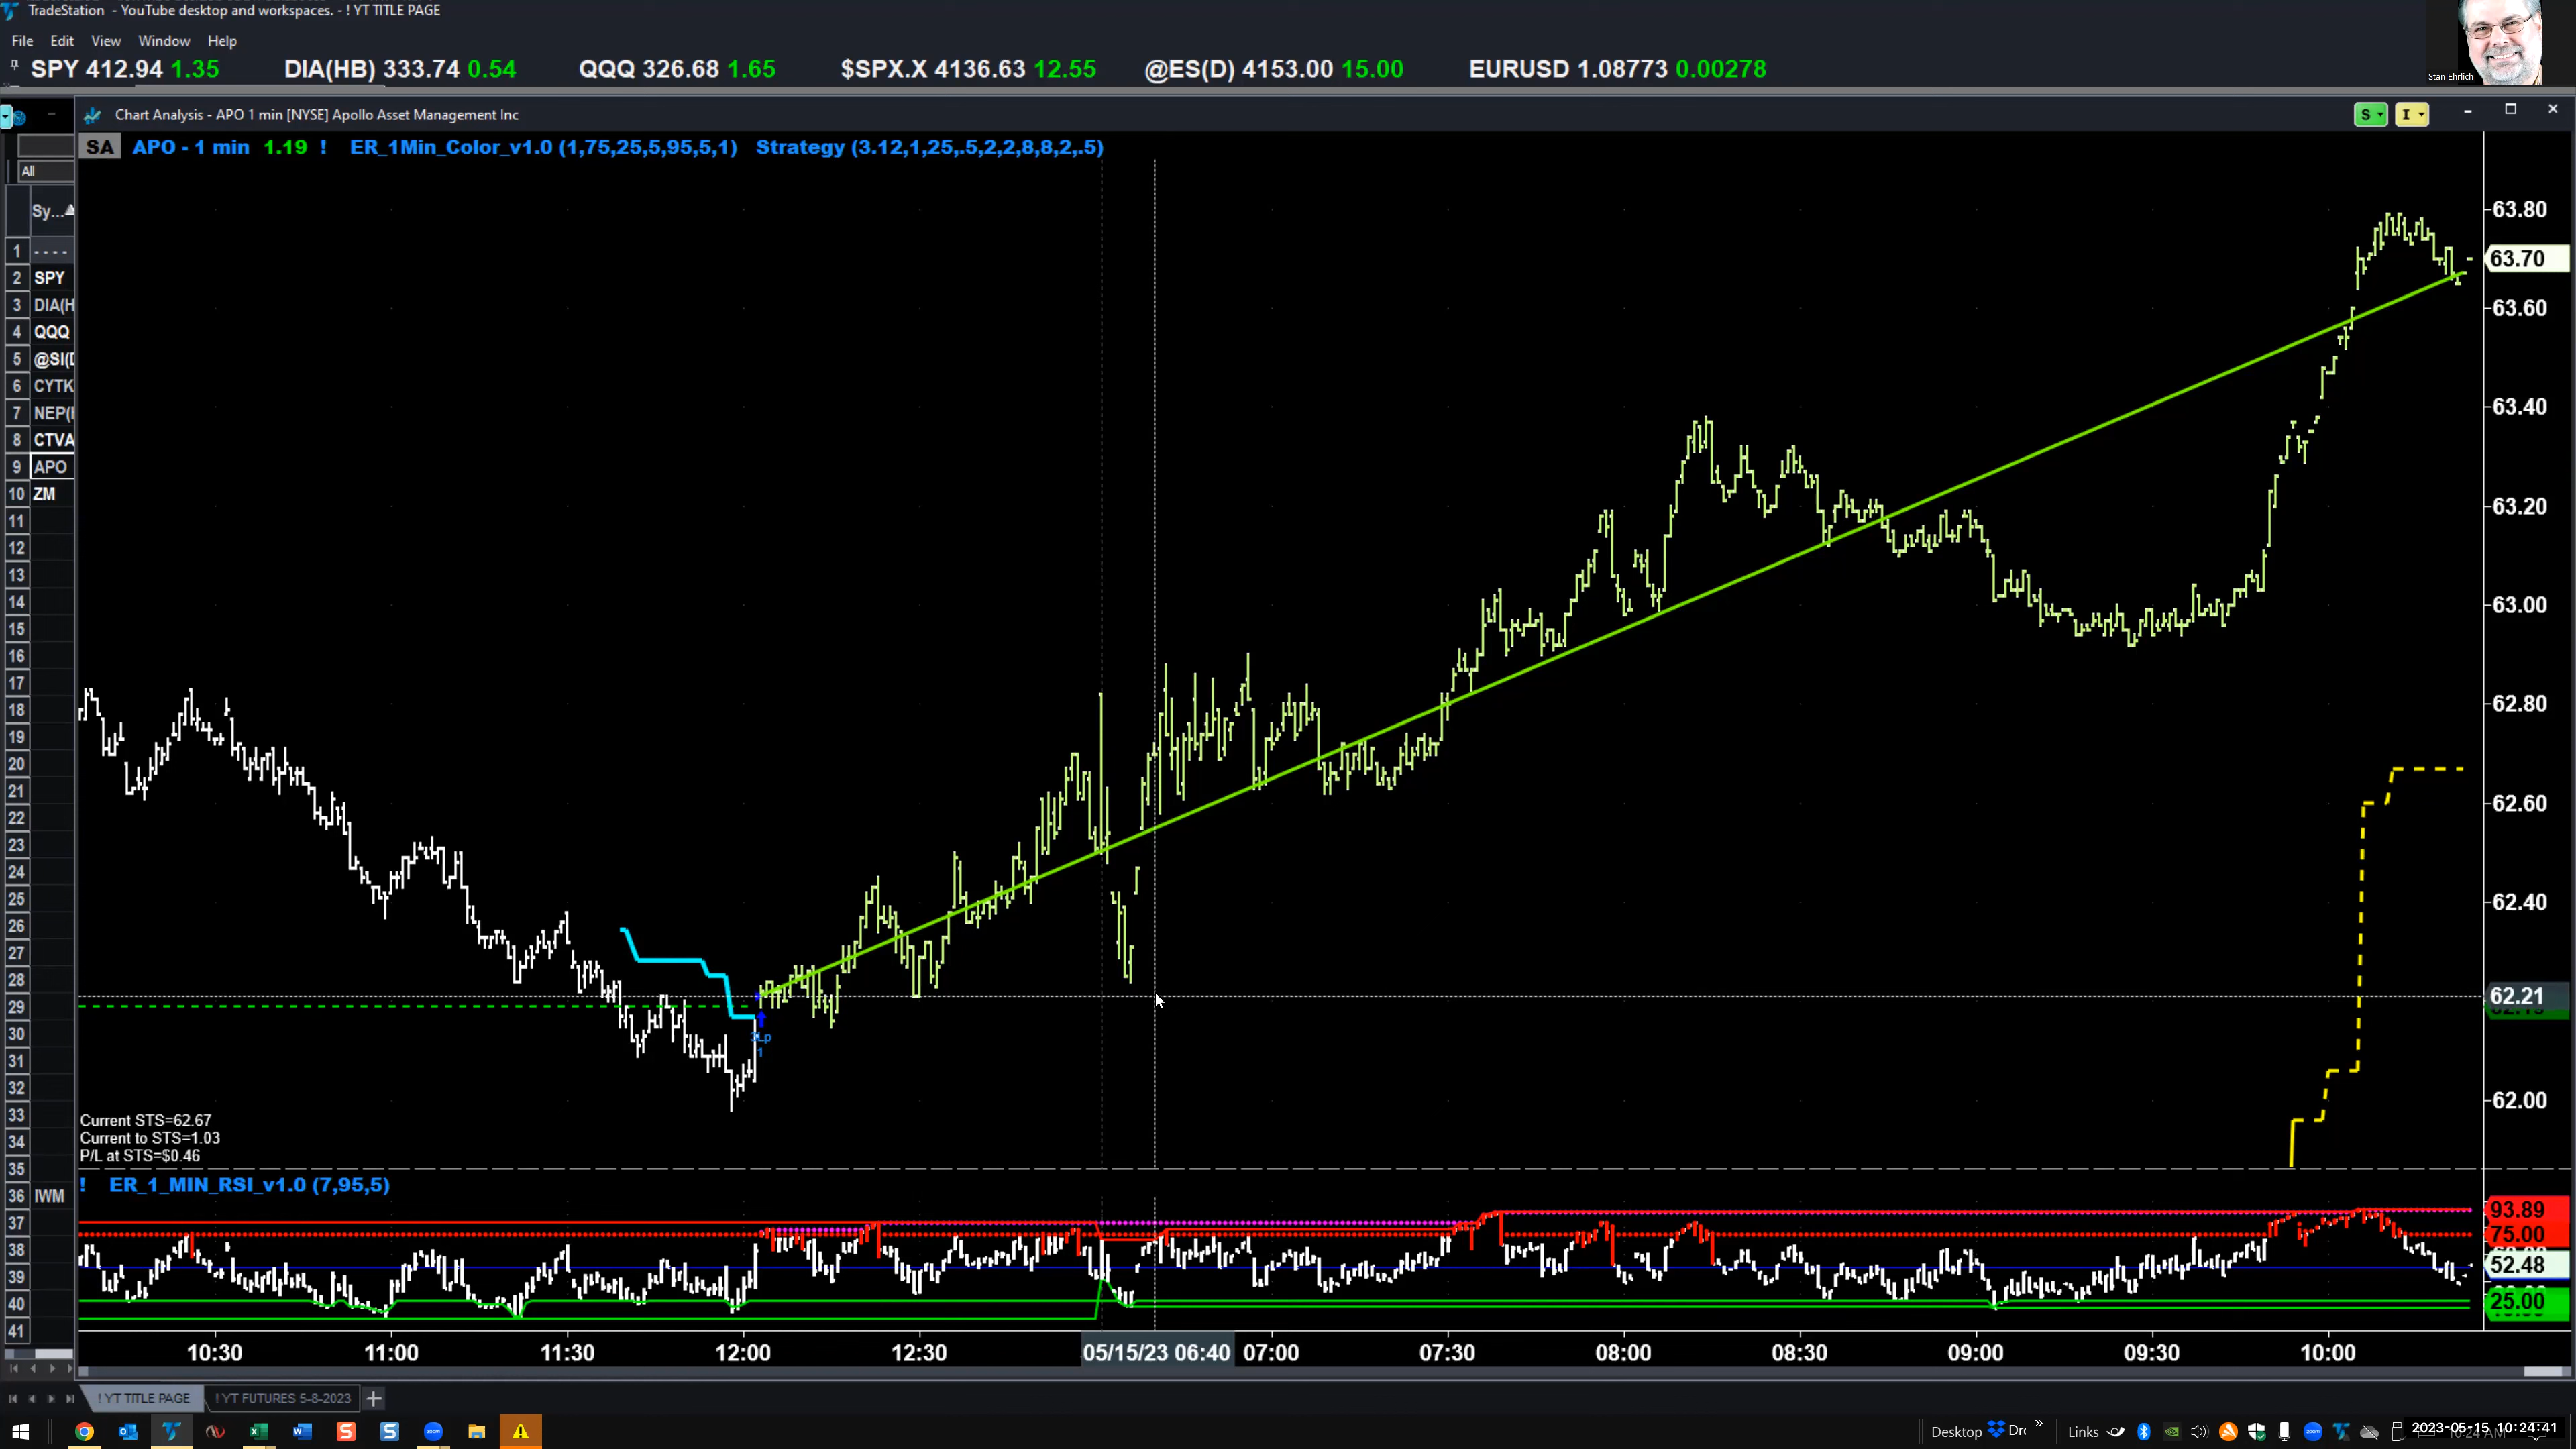 TradeStation - YouTube desktop and workspaces. - ! YT TITLE PAGE
File Edit View Window Help
SPY 412.94 1.35 DIA(HB) 333.74 0.54 QQQ 326.68 1.65 $SPX.X 4136.63 12.55 @ES(D) 4153.00 15.00 EURUSD 1.08773 0.00278
Stan Ehrlich
Chart Analysis - APO 1 min [NYSE] Apollo Asset Management Inc
S I
SA APO - 1 min 1.19 ! ER_1Min_Color_v1.0 (1,75,25,5,95,5,1) Strategy (3.12,1,25,.5,2,2,8,8,2,.5)
All
Sy...
1 ----
2 SPY
3 DIA(H
4 QQQ
5 @SI(D
6 CYTK
7 NEP(
8 CTVA
9 APO
10 ZM
11
12
13
14
15
16
17
18
19
20
21
22
23
24
25
26
27
28
29
30
31
32
33
34
35
36 IWM
37
38
39
40
41
63.80
63.70
63.60
63.40
63.20
63.00
62.80
62.60
62.40
62.21
62.00
1
Current STS=62.67
Current to STS=1.03
P/L at STS=$0.46
! ER_1_MIN_RSI_v1.0 (7,95,5)
93.89
75.00
52.48
25.00
10:30 11:00 11:30 12:00 12:30 05/15/23 06:40 07:00 07:30 08:00 08:30 09:00 09:30 10:00
! YT TITLE PAGE ! YT FUTURES 5-8-2023 +
Desktop Dr » Links 2023-05-15, 10:24:41